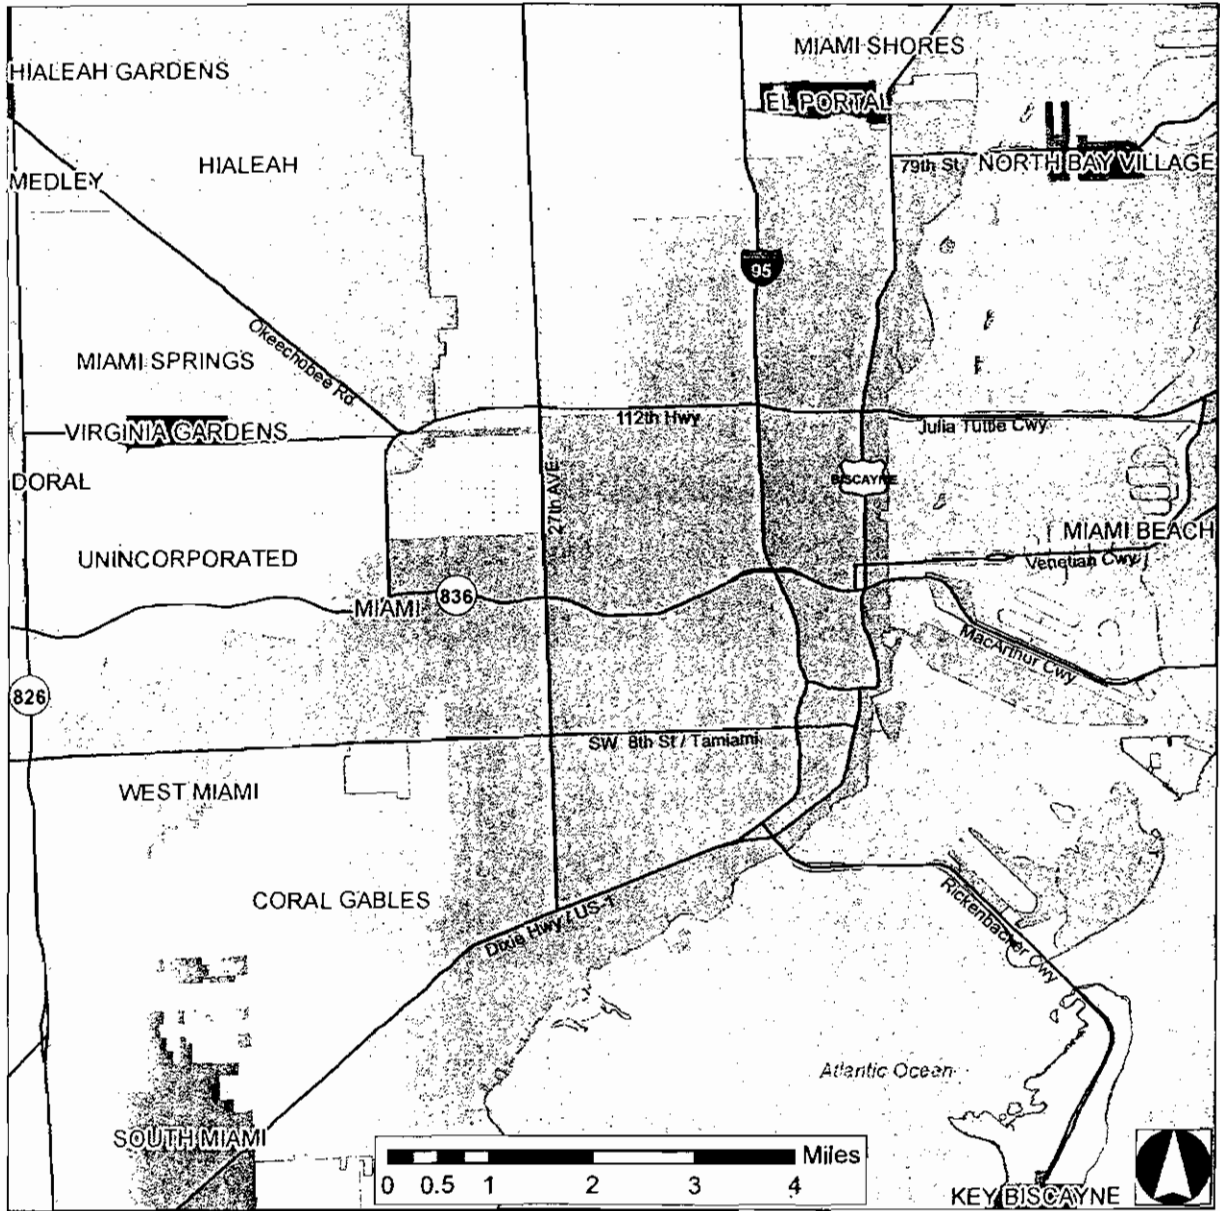 MIAMI SHORES
HIALEAH GARDENS
EL PORTAL
HIALEAH
79th St
NORTH BAY VILLAGE
MEDLEY
95
Okeechobee Rd
MIAMI SPRINGS
112th Hwy
Julia Tuttle Cwy
VIRGINIA GARDENS
DORAL
27th AVE
BISCAYNE
MIAMI BEACH
UNINCORPORATED
Venetian Cwy
MIAMI
836
MacArthur Cwy
826
SW 8th St / Tamiami
WEST MIAMI
CORAL GABLES
Dixie Hwy / US-1
Rickenbacker Cwy
Atlantic Ocean
SOUTH MIAMI
Miles
0 0.5 1 2 3 4
KEY BISCAYNE